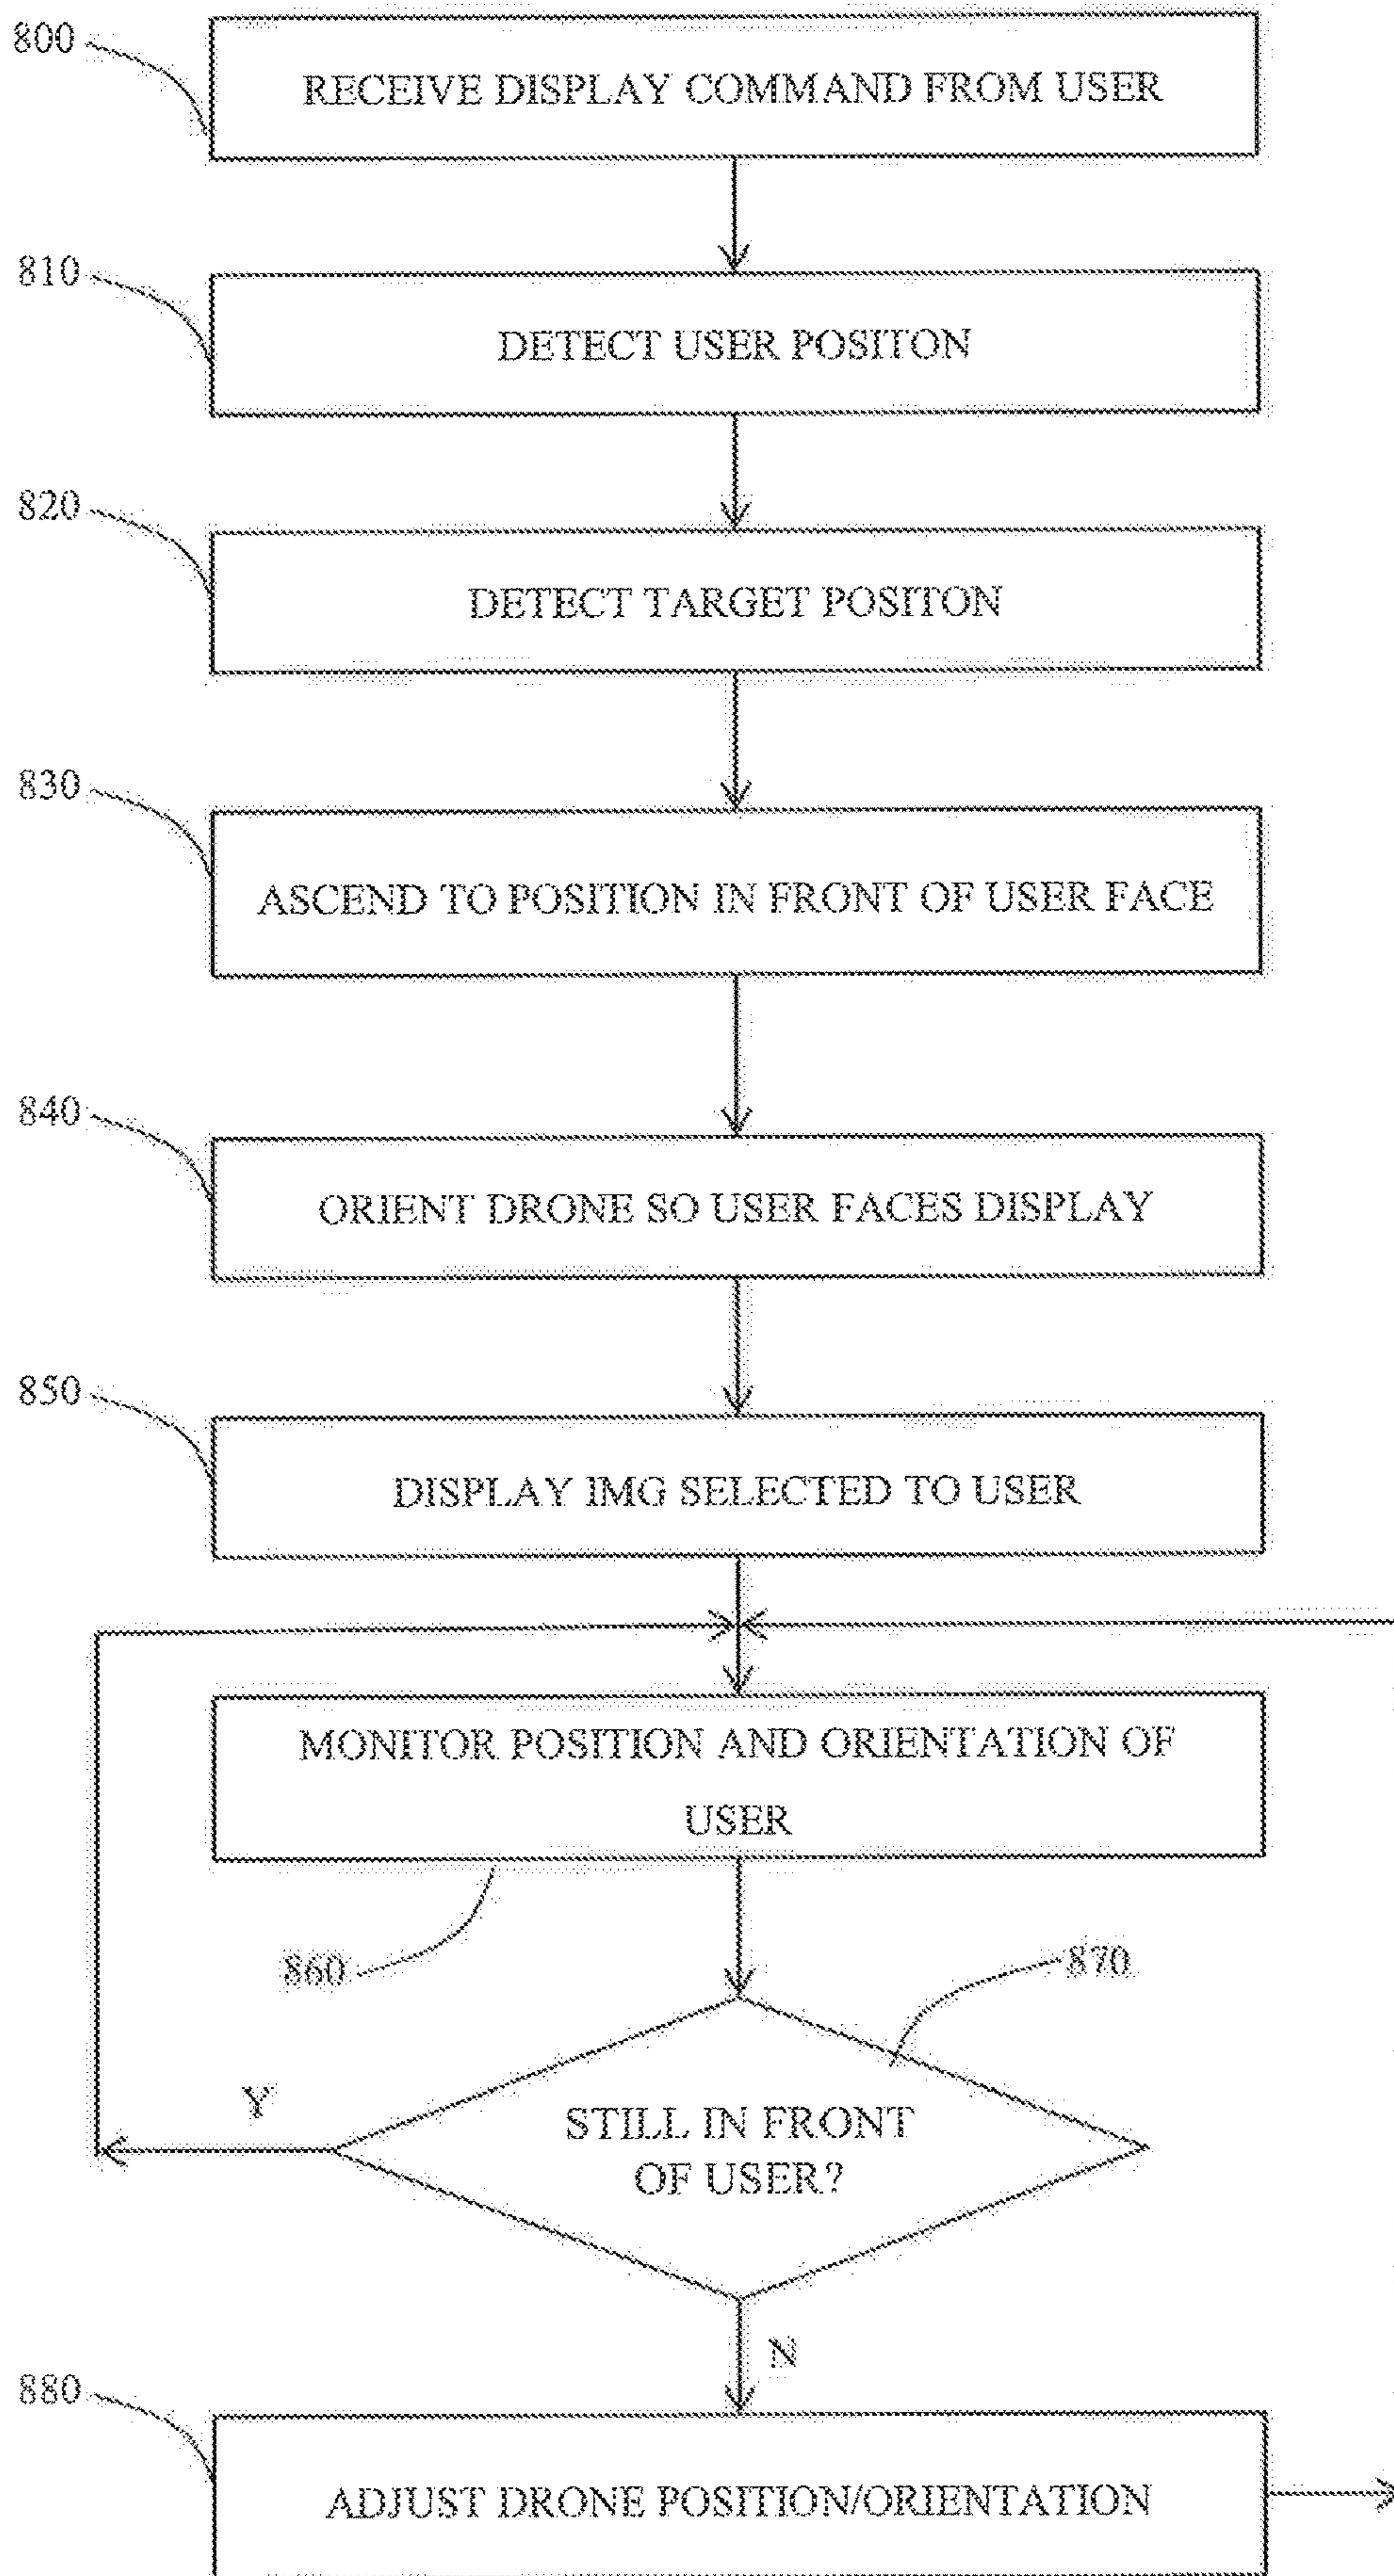 800
RECEIVE DISPLAY COMMAND FROM USER
810
DETECT USER POSITON
820
DETECT TARGET POSITON
830
ASCEND TO POSITION IN FRONT OF USER FACE
840
ORIENT DRONE SO USER FACES DISPLAY
850
DISPLAY IMG SELECTED TO USER
MONITOR POSITION AND ORIENTATION OF
USER
860
870
Y
STILL IN FRONT
OF USER?
N
880
ADJUST DRONE POSITION/ORIENTATION